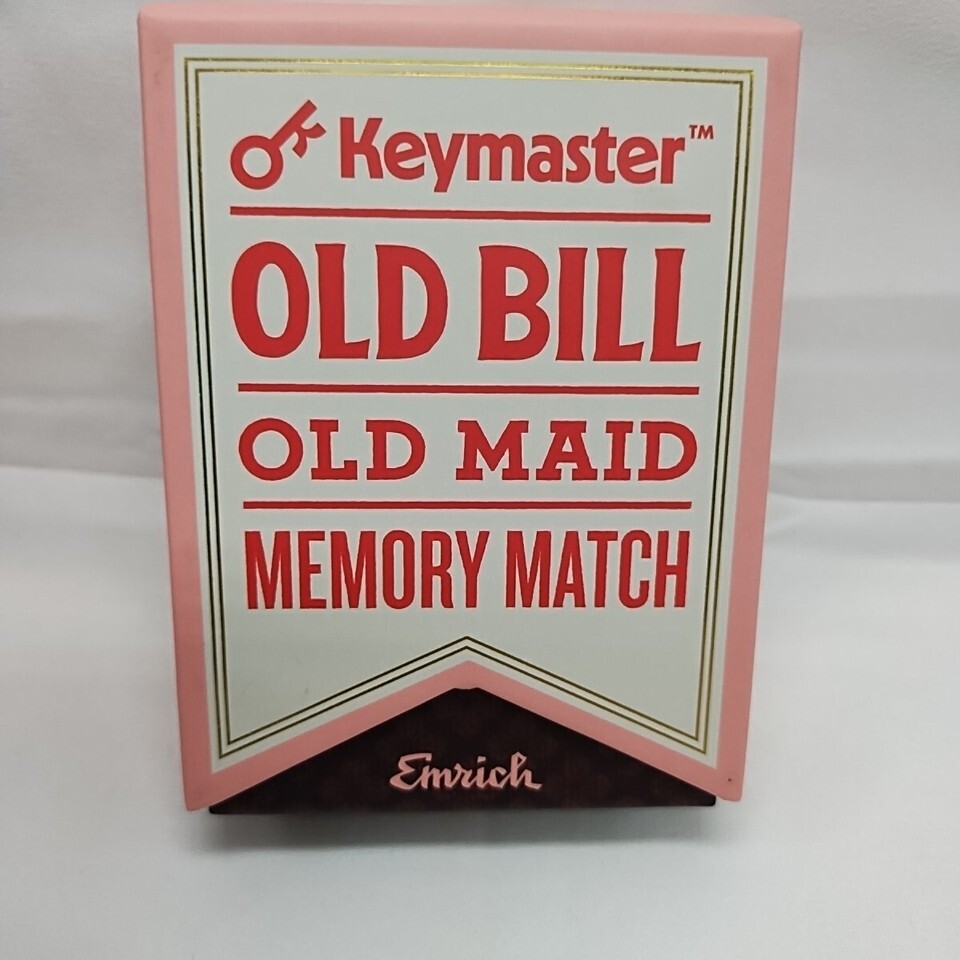 Keymaster™
OLD BILL
OLD MAID
MEMORY MATCH
Emrich